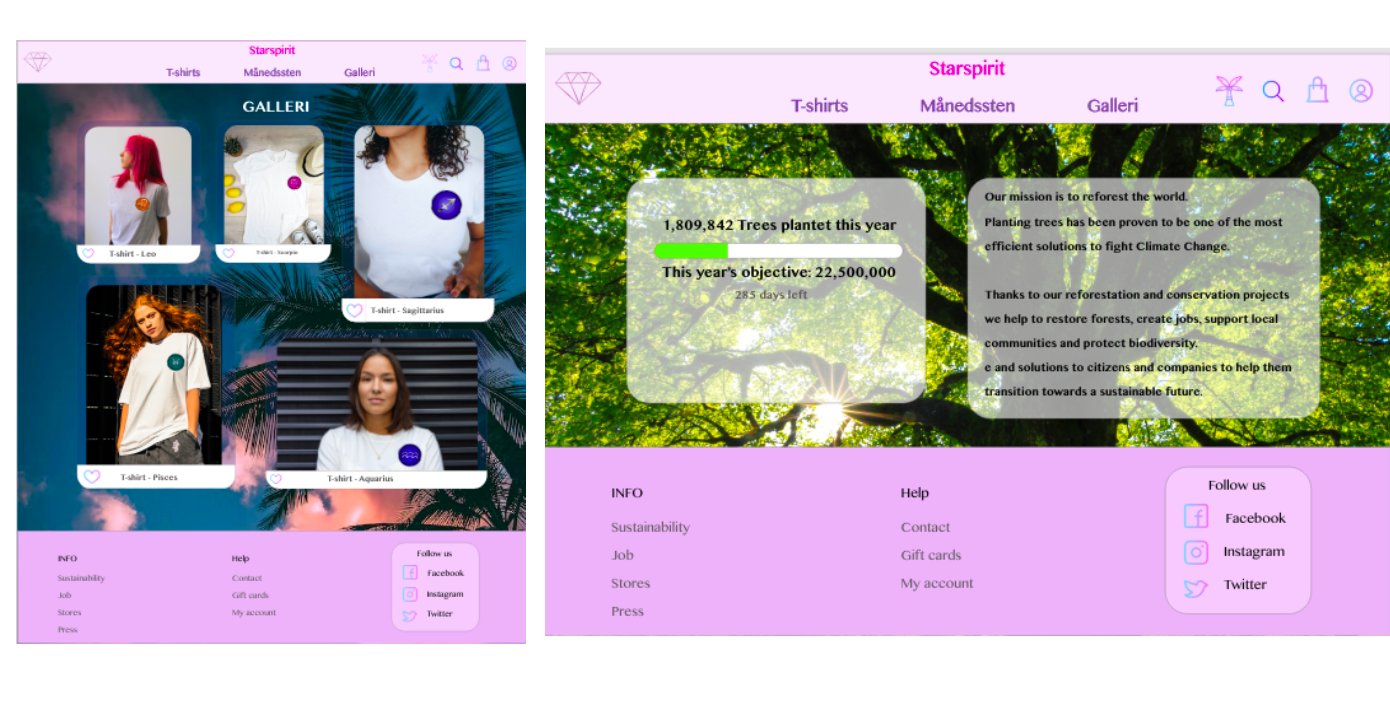 Starspirit
T-shirts Månedssten Galleri
GALLERI
T-shirt - Leo
T-shirt - Scorpio
T-shirt - Sagittarius
T-shirt - Pisces
T-shirt - Aquarius
INFO
Sustainability
Job
Stores
Press
Help
Contact
Gift cards
My account
Follow us
Facebook
Instagram
Twitter
Starspirit
T-shirts Månedssten Galleri
1,809,842 Trees plantet this year
This year's objective: 22,500,000
285 days left
Our mission is to reforest the world.
Planting trees has been proven to be one of the most
efficient solutions to fight Climate Change.
Thanks to our reforestation and conservation projects
we help to restore forests, create jobs, support local
communities and protect biodiversity.
e and solutions to citizens and companies to help them
transition towards a sustainable future.
INFO
Sustainability
Job
Stores
Press
Help
Contact
Gift cards
My account
Follow us
Facebook
Instagram
Twitter